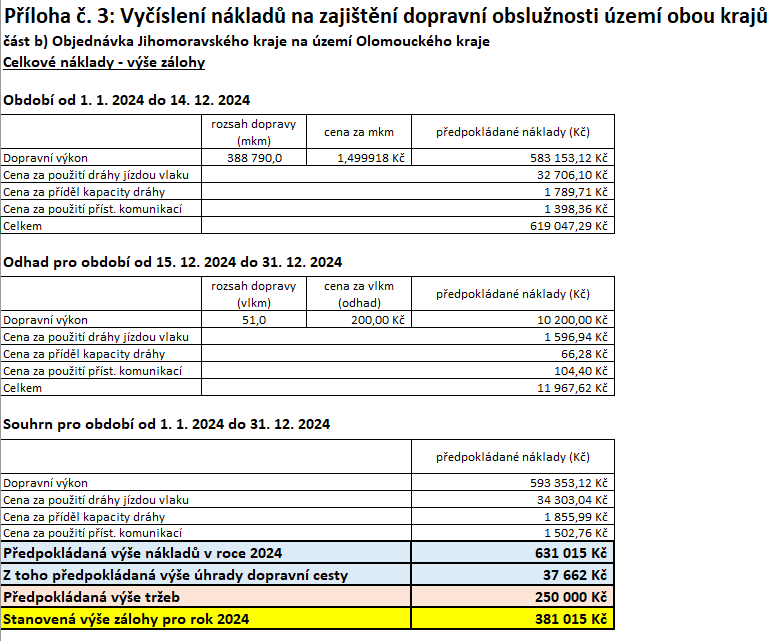 Příloha č. 3: Vyčíslení nákladů na zajištění dopravní obslužnosti území obou krajů
část b) Objednávka Jihomoravského kraje na území Olomouckého kraje
Celkové náklady - výše zálohy
Období od 1. 1. 2024 do 14. 12. 2024
rozsah dopravy (mkm) cena za mkm předpokládané náklady (Kč)
Dopravní výkon 388 790,0 1,499918 Kč 583 153,12 Kč
Cena za použití dráhy jízdou vlaku 32 706,10 Kč
Cena za příděl kapacity dráhy 1 789,71 Kč
Cena za použití příst. komunikací 1 398,36 Kč
Celkem 619 047,29 Kč
Odhad pro období od 15. 12. 2024 do 31. 12. 2024
rozsah dopravy (vlkm) cena za vlkm (odhad) předpokládané náklady (Kč)
Dopravní výkon 51,0 200,00 Kč 10 200,00 Kč
Cena za použití dráhy jízdou vlaku 1 596,94 Kč
Cena za příděl kapacity dráhy 66,28 Kč
Cena za použití příst. komunikací 104,40 Kč
Celkem 11 967,62 Kč
Souhrn pro období od 1. 1. 2024 do 31. 12. 2024
předpokládané náklady (Kč)
Dopravní výkon 593 353,12 Kč
Cena za použití dráhy jízdou vlaku 34 303,04 Kč
Cena za příděl kapacity dráhy 1 855,99 Kč
Cena za použití příst. komunikací 1 502,76 Kč
Předpokládaná výše nákladů v roce 2024 631 015 Kč
Z toho předpokládaná výše úhrady dopravní cesty 37 662 Kč
Předpokládaná výše tržeb 250 000 Kč
Stanovená výše zálohy pro rok 2024 381 015 Kč